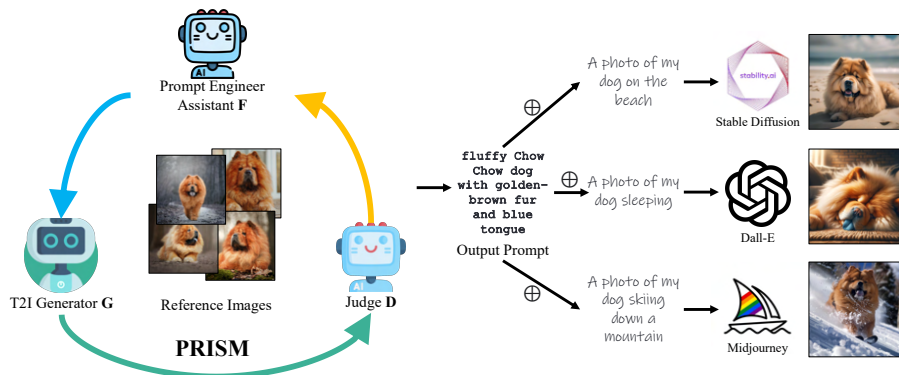 AI
Prompt Engineer
Assistant F
T2I Generator G
Reference Images
AI
Judge D
PRISM
fluffy Chow
Chow dog
with golden-
brown fur
and blue
tongue
Output Prompt
A photo of my
dog on the
beach
stability.ai
Stable Diffusion
A photo of my
dog sleeping
Dall-E
A photo of my
dog skiing
down a
mountain
Midjourney